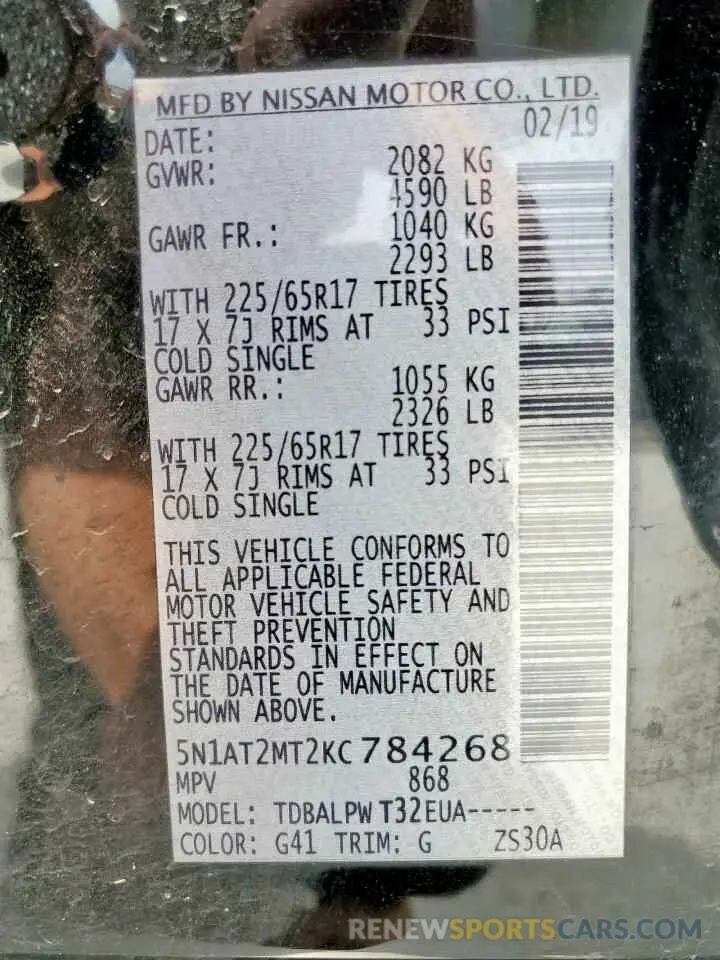 MFD BY NISSAN MOTOR CO., LTD.
DATE: 02/19
GVWR: 2082 KG
4590 LB
GAWR FR.: 1040 KG
2293 LB
WITH 225/65R17 TIRES
17 X 7J RIMS AT 33 PSI
COLD SINGLE
GAWR RR.: 1055 KG
2326 LB
WITH 225/65R17 TIRES
17 X 7J RIMS AT 33 PSI
COLD SINGLE
THIS VEHICLE CONFORMS TO
ALL APPLICABLE FEDERAL
MOTOR VEHICLE SAFETY AND
THEFT PREVENTION
STANDARDS IN EFFECT ON
THE DATE OF MANUFACTURE
SHOWN ABOVE.
5N1AT2MT2KC784268
MPV 868
MODEL: TDBALPW T32EUA-----
COLOR: G41 TRIM: G ZS30A
RENEWSPORTSCARS.COM